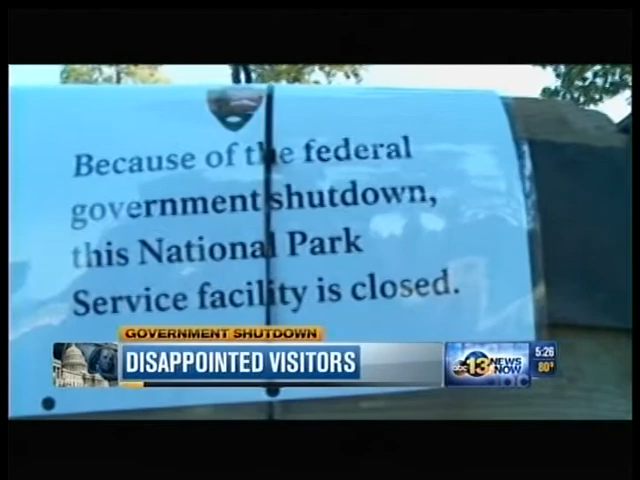 Because of the federal
government shutdown,
this National Park
Service facility is closed.
GOVERNMENT SHUTDOWN
DISAPPOINTED VISITORS
abc 13 NEWS NOW
5:26
80°